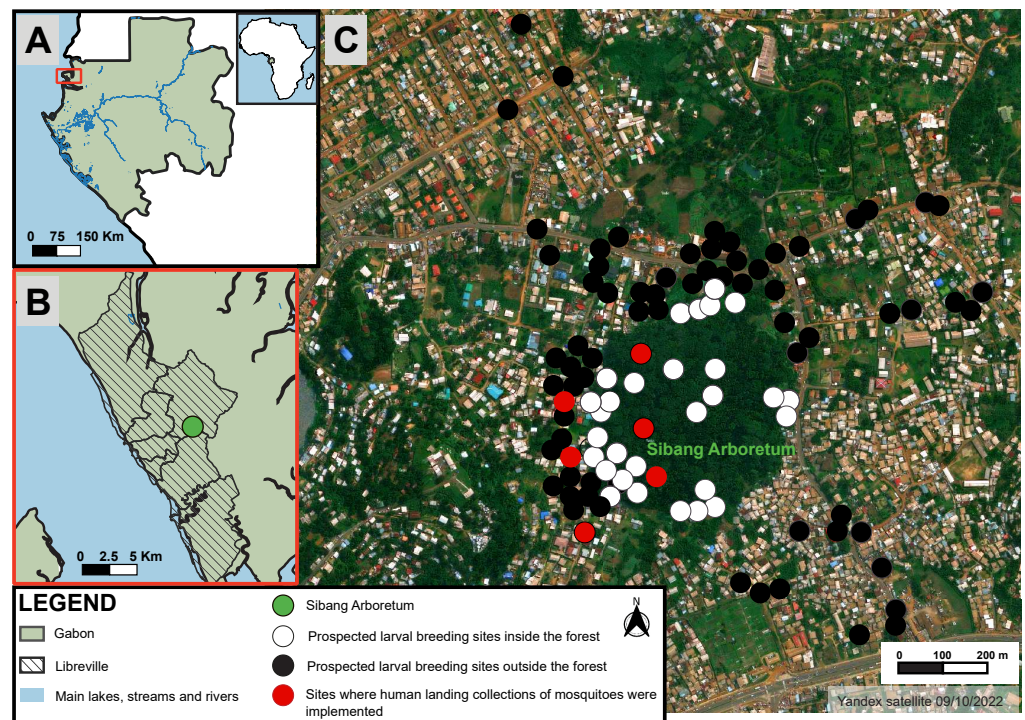 A
0 75 150 Km
B
0 2.5 5 Km
C
Sibang Arboretum
0 100 200 m
Yandex satellite 09/10/2022
LEGEND
Gabon
Libreville
Main lakes, streams and rivers
Sibang Arboretum
Prospected larval breeding sites inside the forest
Prospected larval breeding sites outside the forest
Sites where human landing collections of mosquitoes were
implemented
N